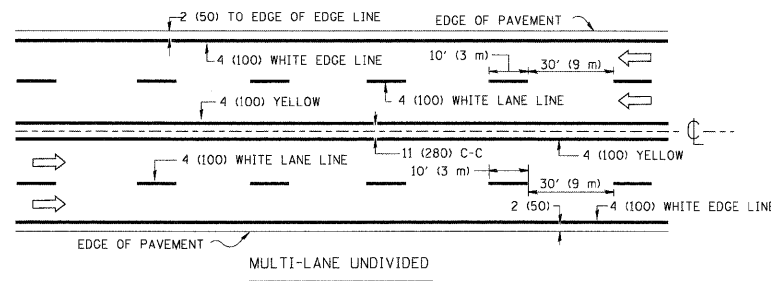 2 (50) TO EDGE OF EDGE LINE
EDGE OF PAVEMENT
4 (100) WHITE EDGE LINE
10' (3 m)
30' (9 m)
4 (100) YELLOW
4 (100) WHITE LANE LINE
℄
4 (100) WHITE LANE LINE
11 (280) C-C
4 (100) YELLOW
10' (3 m)
30' (9 m)
2 (50)
4 (100) WHITE EDGE LINE
EDGE OF PAVEMENT
MULTI-LANE UNDIVIDED